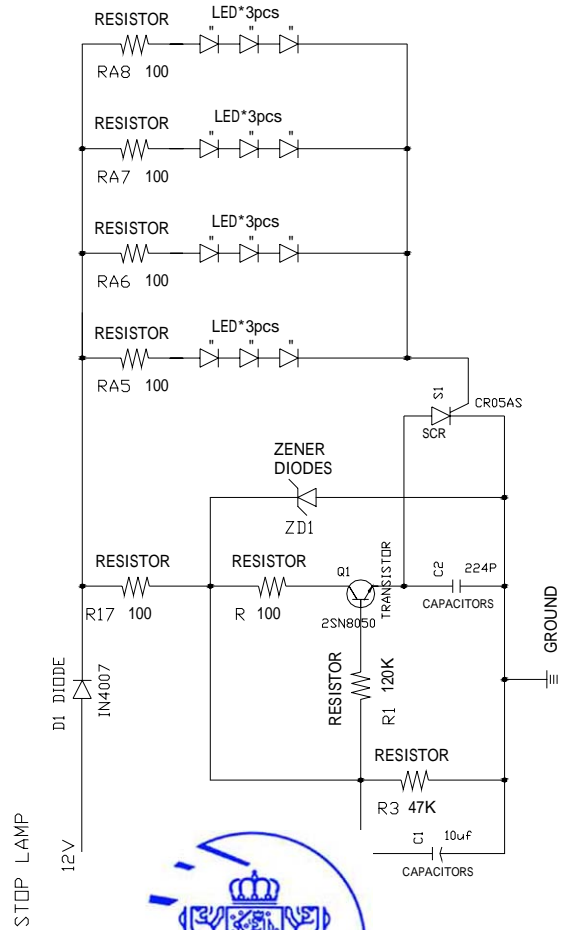 RESISTOR
LED*3pcs
RA8 100
RESISTOR
LED*3pcs
RA7 100
RESISTOR
LED*3pcs
RA6 100
RESISTOR
LED*3pcs
RA5 100
S1
CR05AS
SCR
ZENER
DIODES
ZD1
RESISTOR
R17 100
RESISTOR
R 100
Q1
2SN8050
TRANSISTOR
C2
224P
CAPACITORS
GROUND
D1 DIODE
IN4007
RESISTOR
120K
R1
RESISTOR
R3 47K
C1
10uf
CAPACITORS
STOP LAMP
12V